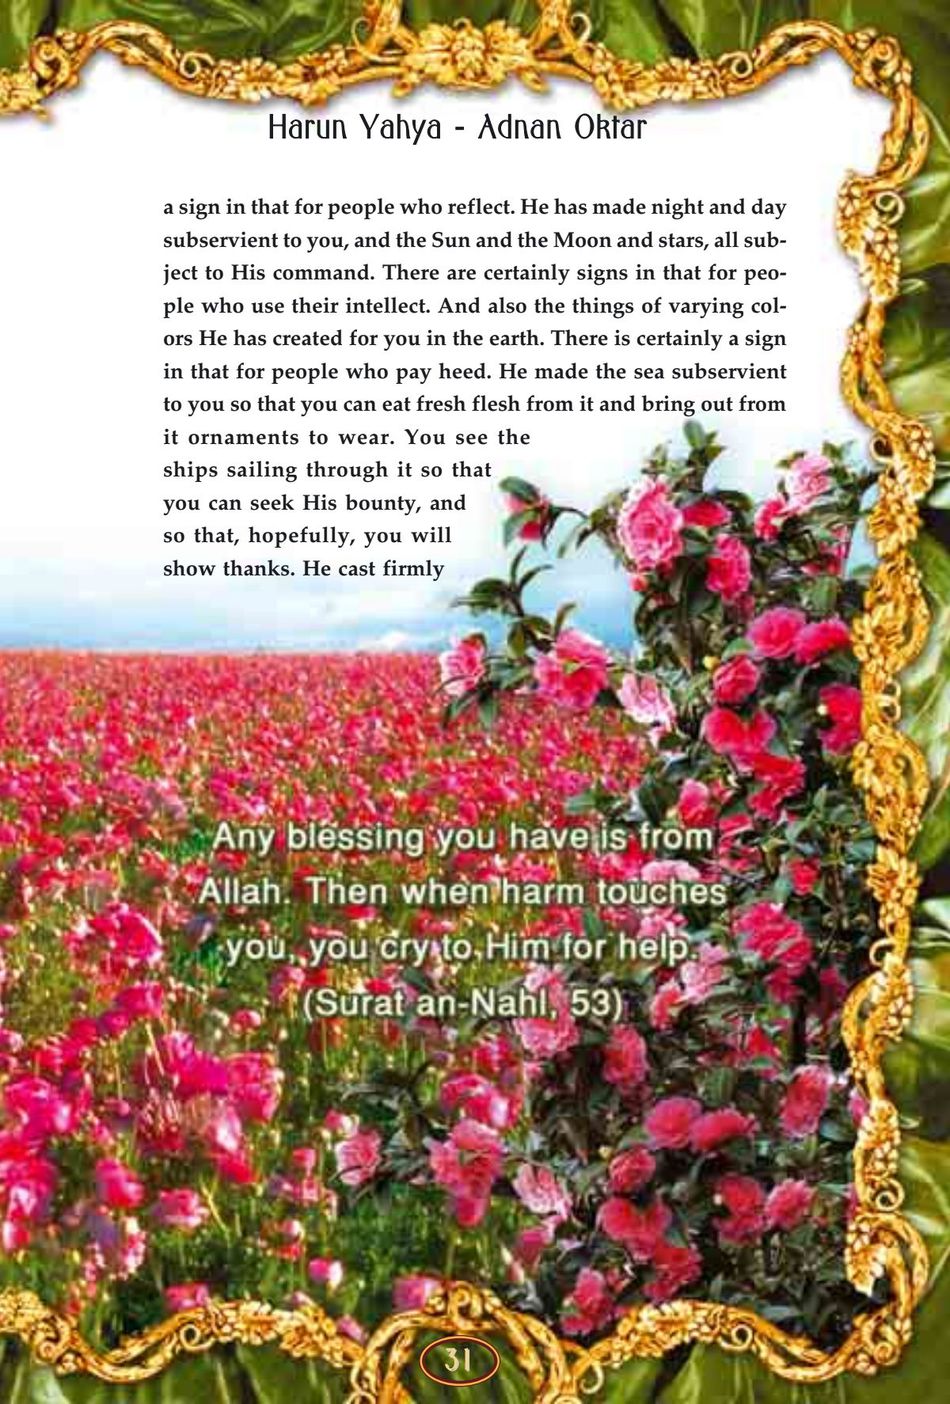 Harun Yahya - Adnan Oktar
a sign in that for people who reflect. He has made night and day
subservient to you, and the Sun and the Moon and stars, all sub-
ject to His command. There are certainly signs in that for peo-
ple who use their intellect. And also the things of varying col-
ors He has created for you in the earth. There is certainly a sign
in that for people who pay heed. He made the sea subservient
to you so that you can eat fresh flesh from it and bring out from
it ornaments to wear. You see the
ships sailing through it so that
you can seek His bounty, and
so that, hopefully, you will
show thanks. He cast firmly
Any blessing you have is from
Allah. Then when harm touches
you, you cry to Him for help.
(Surat an-Nahl, 53)
31